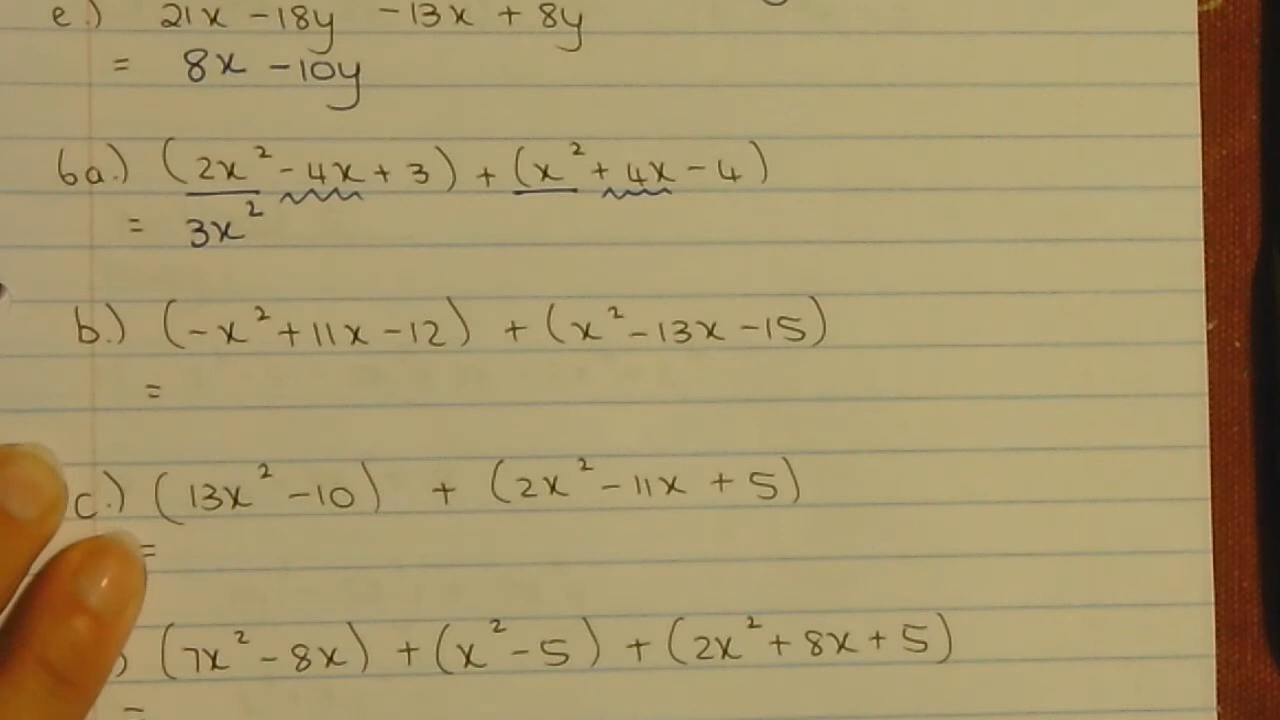 e.) 21x -18y -13x + 8y
= 8x -10y
6a.) (2x² - 4x + 3) + (x² + 4x - 4)
= 3x²
b.) (-x² + 11x - 12) + (x² - 13x - 15)
=
c.) (13x² - 10) + (2x² - 11x + 5)
=
) (7x² - 8x) + (x² - 5) + (2x² + 8x + 5)
=